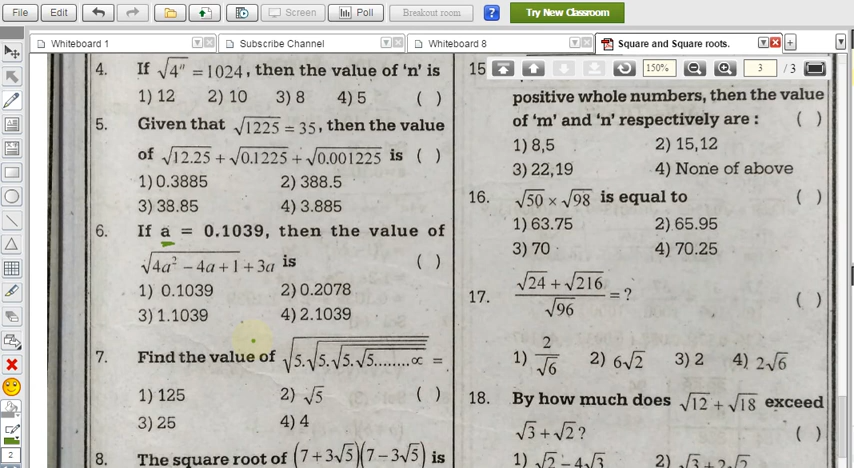 File Edit Screen Poll Breakout room ? Try New Classroom
Whiteboard 1 Subscribe Channel Whiteboard 8 Square and Square roots.
150% 3 / 3
4. If √4ⁿ = 1024, then the value of 'n' is
1) 12 2) 10 3) 8 4) 5 ( )
5. Given that √1225 = 35, then the value
of √12.25 + √0.1225 + √0.001225 is ( )
1) 0.3885 2) 388.5
3) 38.85 4) 3.885
6. If a = 0.1039, then the value of
√4a² − 4a + 1 + 3a is ( )
1) 0.1039 2) 0.2078
3) 1.1039 4) 2.1039
7. Find the value of √5.√5.√5.√5........∝ =
1) 125 2) √5 ( )
3) 25 4) 4
8. The square root of (7+3√5)(7−3√5) is
15
positive whole numbers, then the value
of 'm' and 'n' respectively are : ( )
1) 8,5 2) 15,12
3) 22,19 4) None of above
16. √50 × √98 is equal to ( )
1) 63.75 2) 65.95
3) 70 4) 70.25
17. √24 + √216 / √96 = ? ( )
1) 2/√6 2) 6√2 3) 2 4) 2√6
18. By how much does √12 + √18 exceed
√3 + √2? ( )
1) √2 − 4√3 2) √3 + 2√2
2